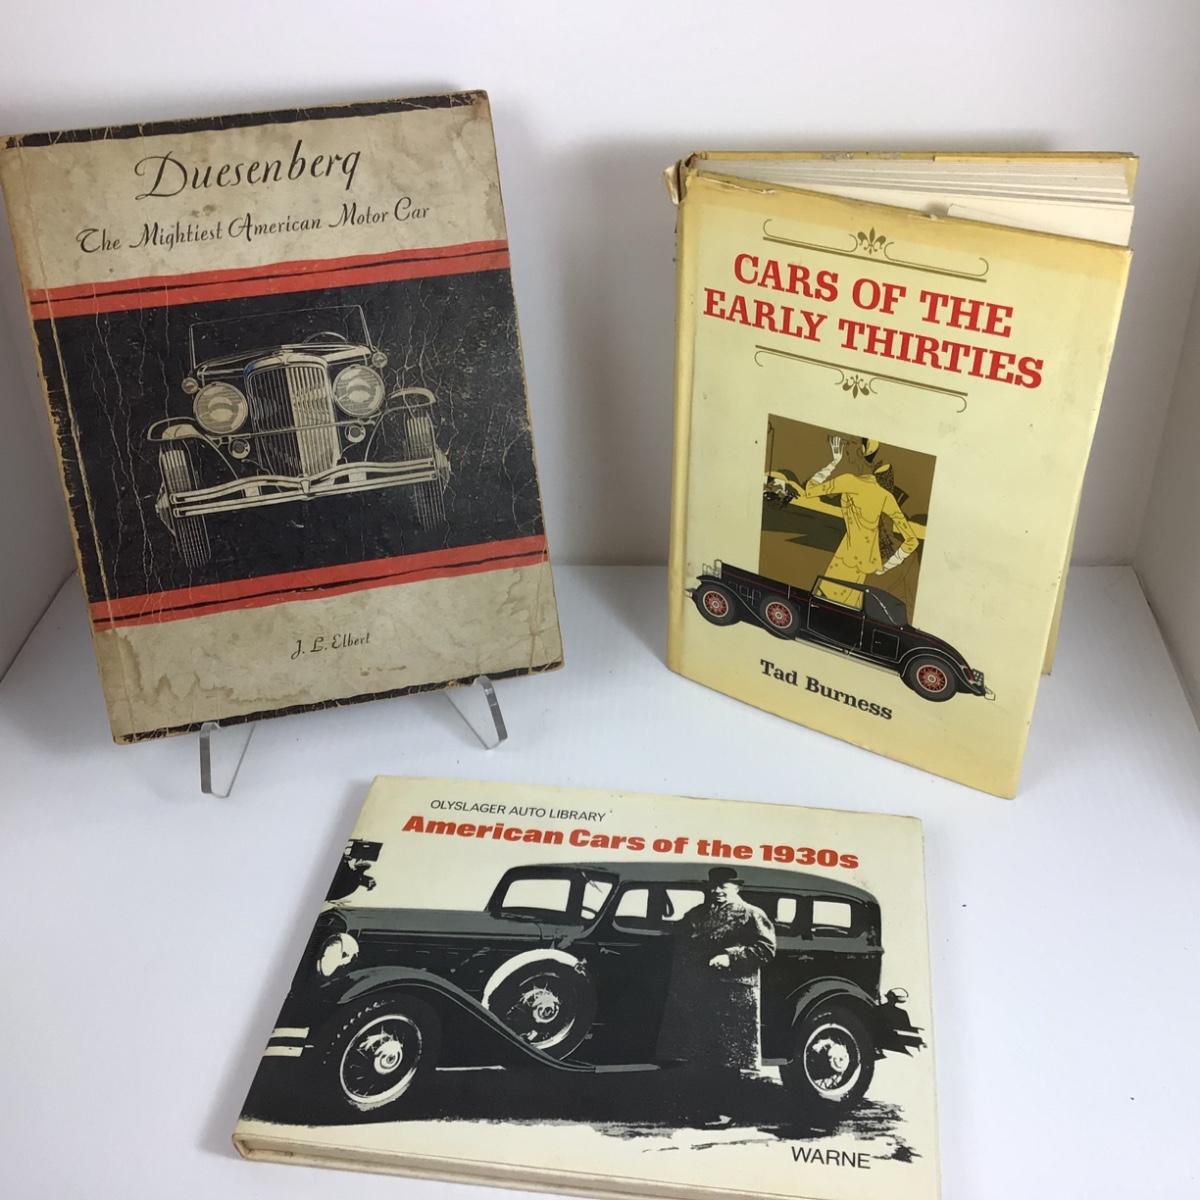 Duesenberg
The Mightiest American Motor Car
J. L. Elbert
CARS OF THE
EARLY THIRTIES
Tad Burness
OLYSLAGER AUTO LIBRARY
American Cars of the 1930s
WARNE